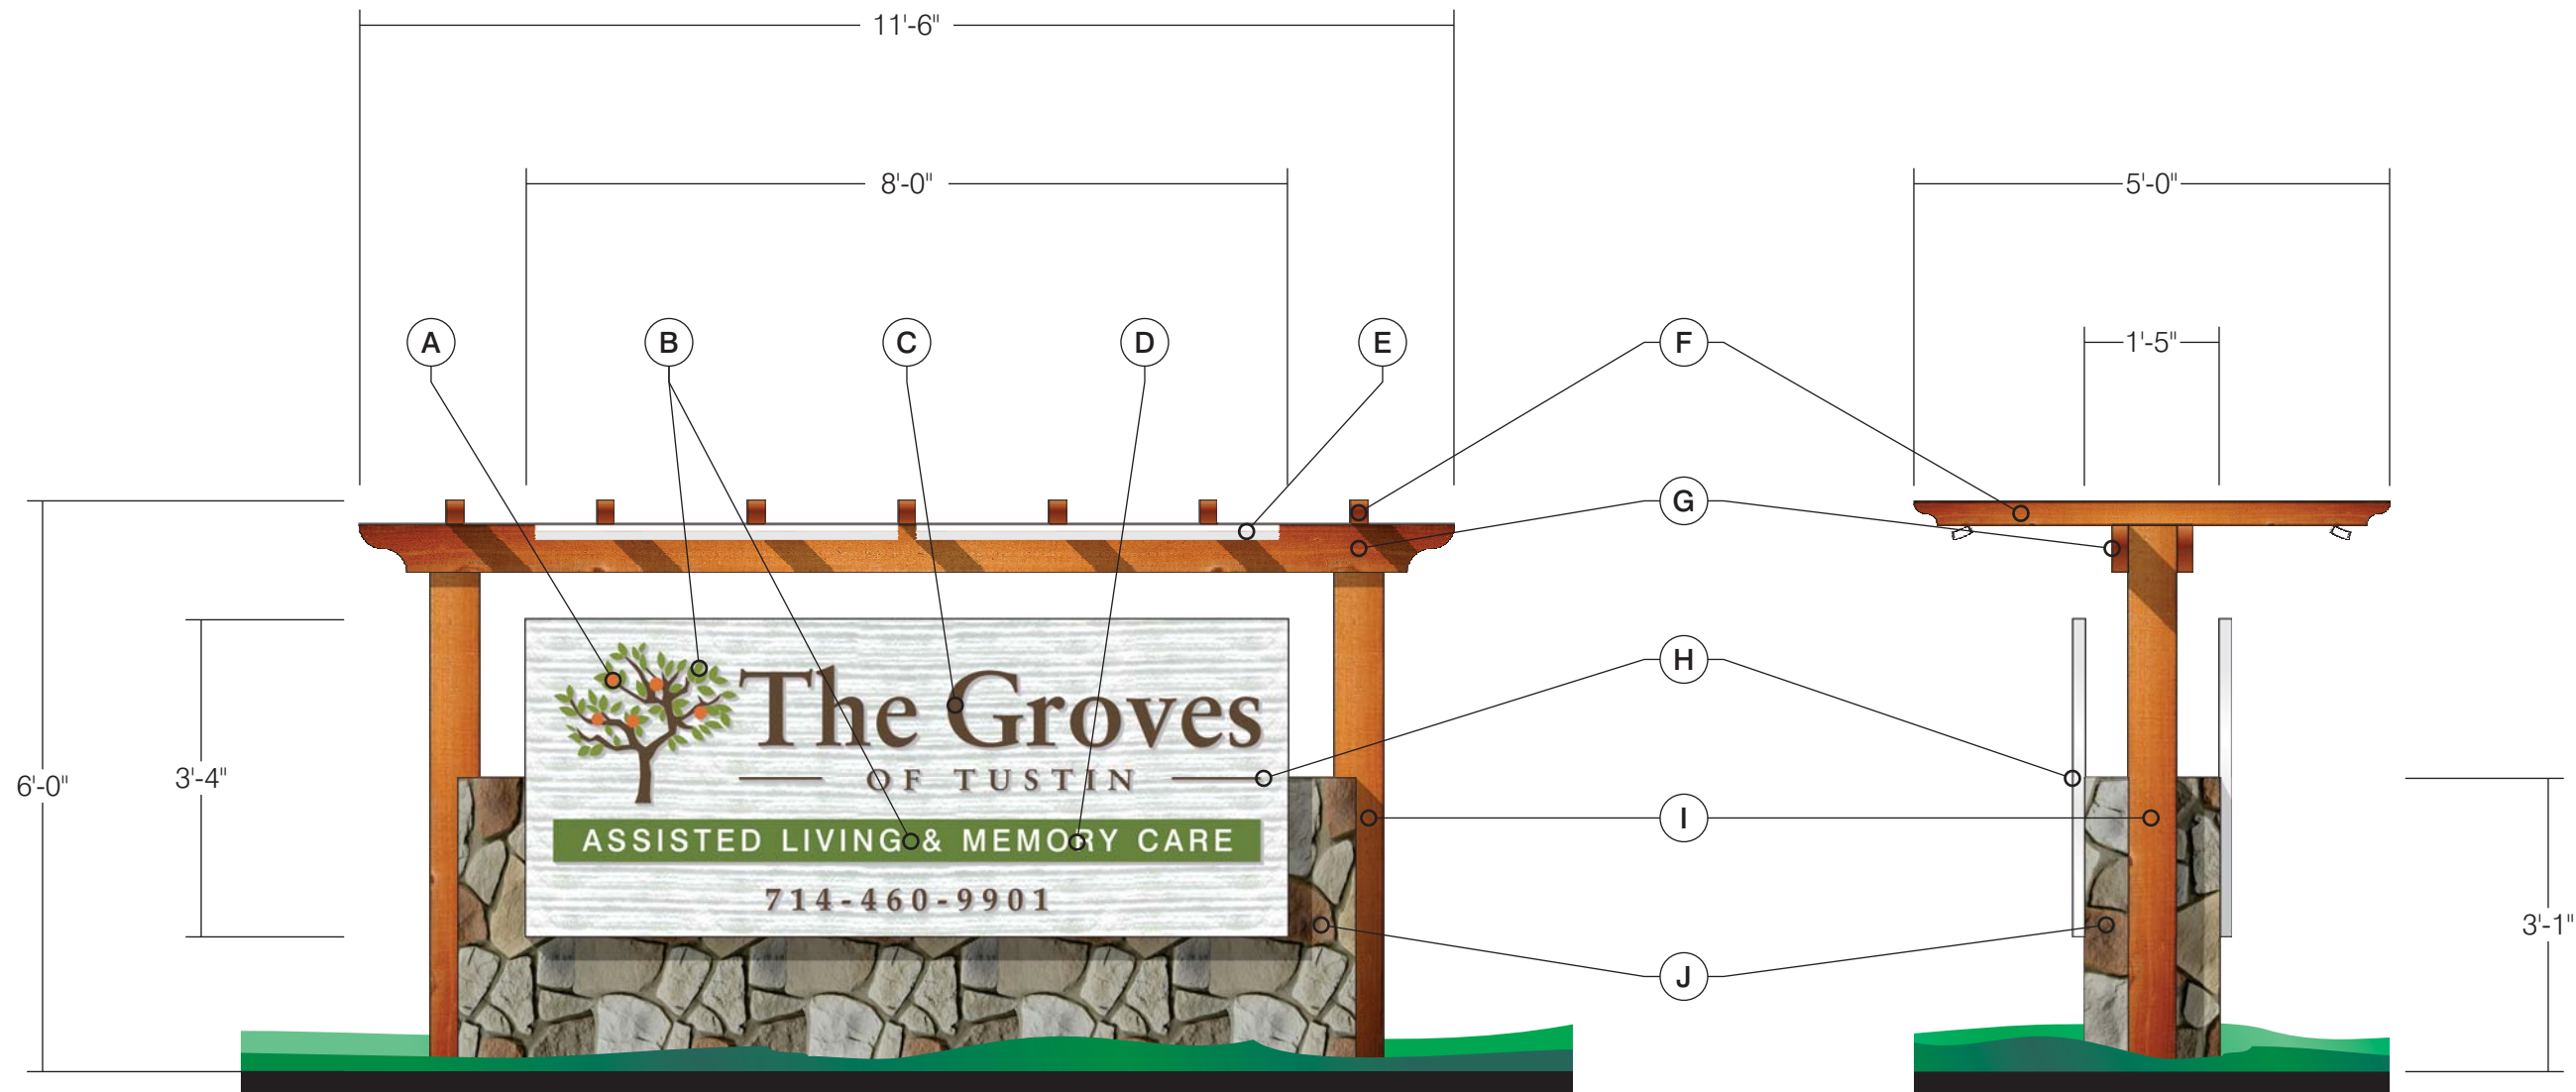 11'-6"
8'-0"
5'-0"
1'-5"
A
B
C
D
E
F
G
H
I
J
6'-0"
3'-4"
3'-1"
The Groves
OF TUSTIN
ASSISTED LIVING & MEMORY CARE
714-460-9901